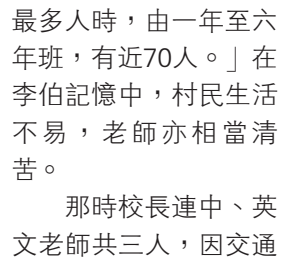 最多人時，由一年至六
年班，有近70人。」在
李伯記憶中，村民生活
不易，老師亦相當清
苦。
那時校長連中、英
文老師共三人，因交通